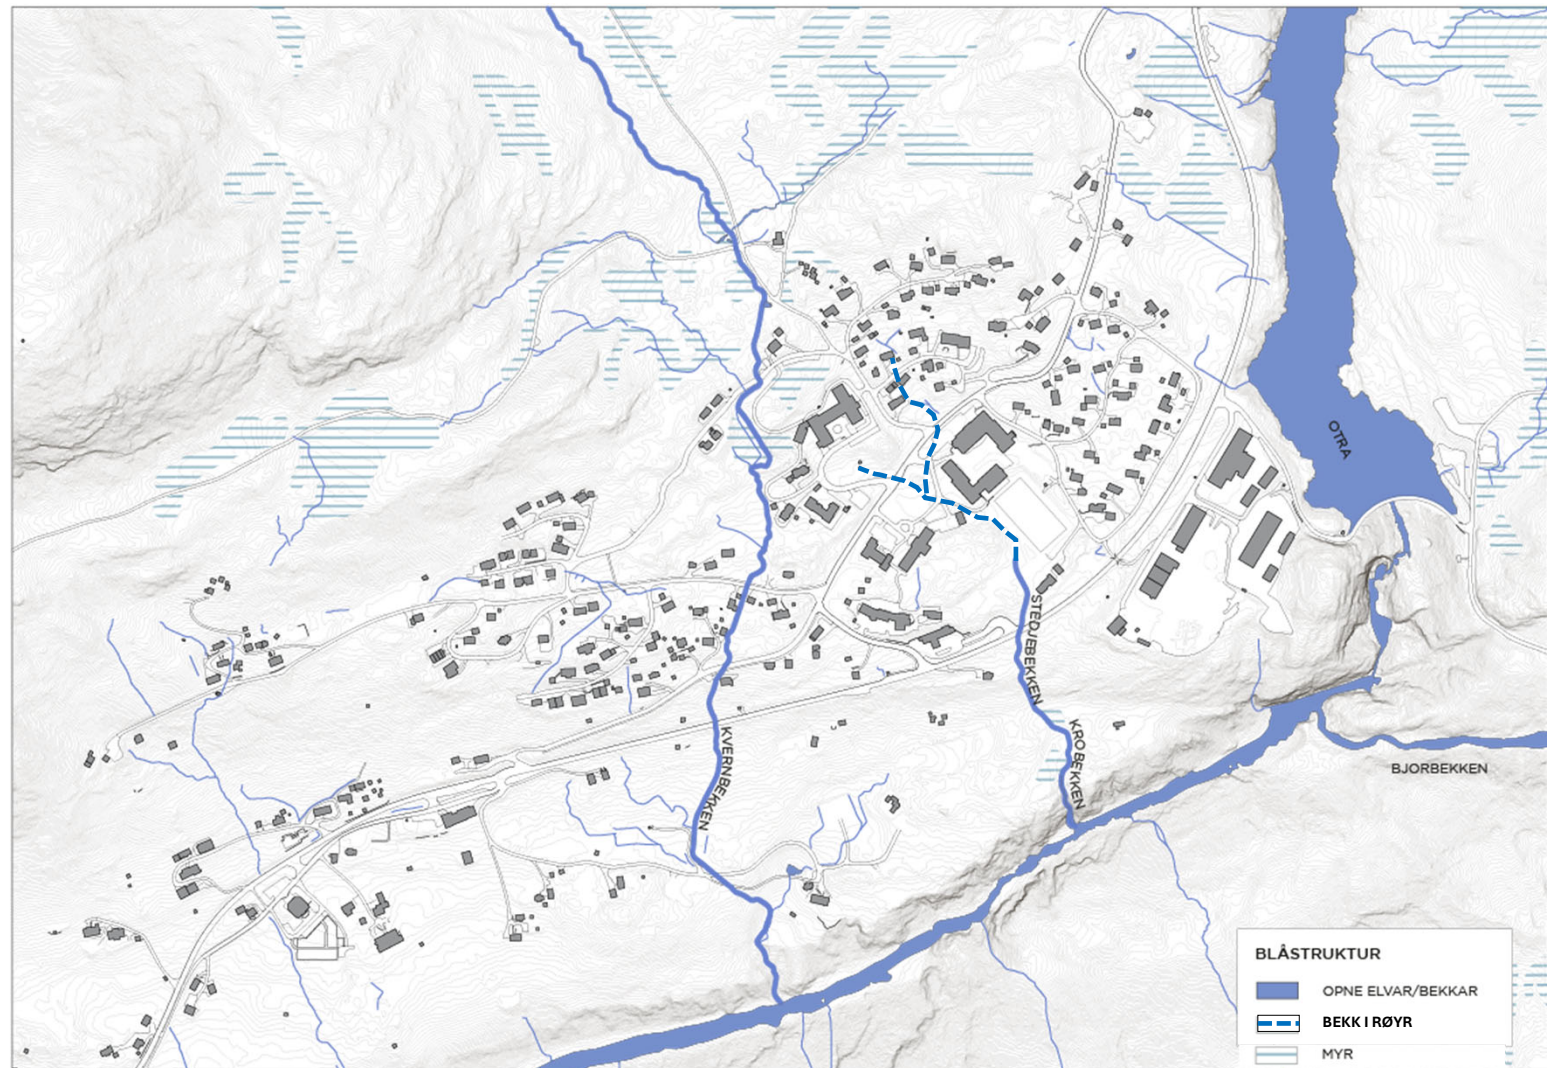 OTRA
STEDJEBEKKEN
KROBEKKEN
KVERNBEKKEN
BJORBEKKEN
BLÅSTRUKTUR
OPNE ELVAR/BEKKAR
BEKK I RØYR
MYR